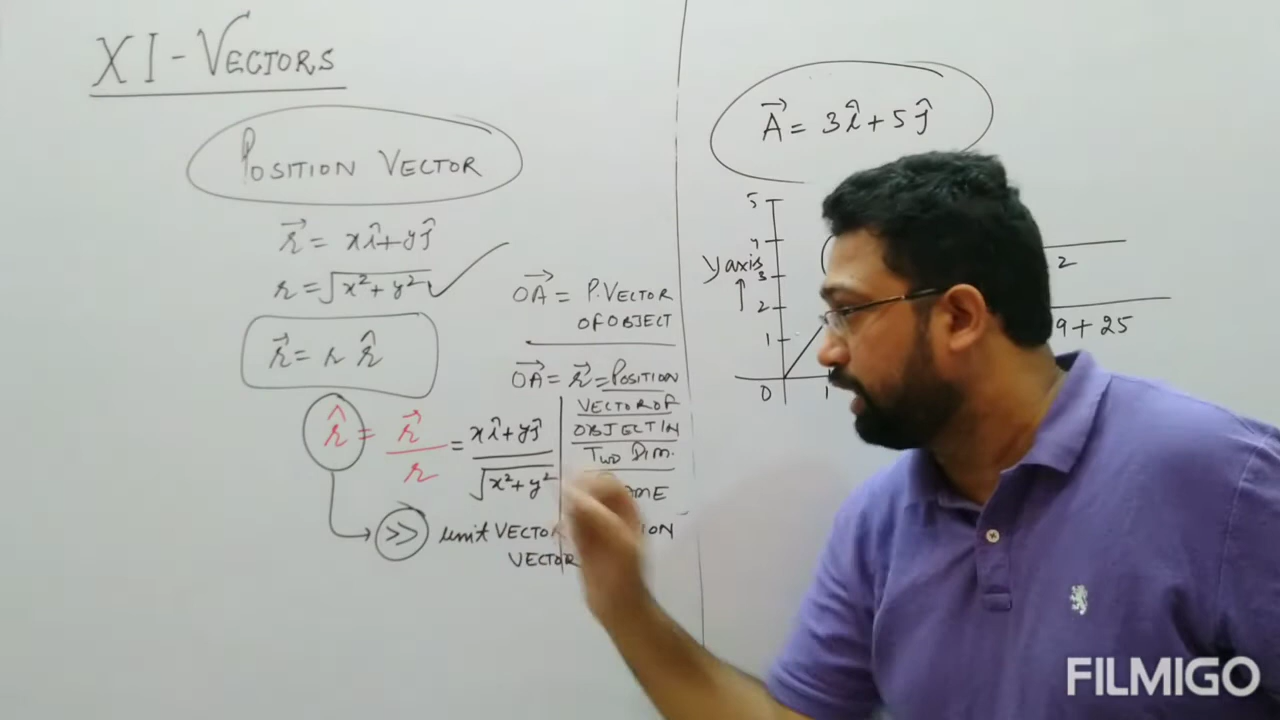 XI - VECTORS
POSITION VECTOR
r⃗ = xî + yĵ
r = √x² + y²
r⃗ = r r̂
r̂ = r⃗ / r = xî + yĵ / √x² + y²
>> unit VECTOR
VECTOR
OA⃗ = P. VECTOR
OF OBJECT
OA⃗ = r⃗ = POSITION
VECTOR OF
OBJECT IN
TWO DIM.
A⃗ = 3î + 5ĵ
5
4
y axis
3
2
1
0
1
2
9 + 25
FILMIGO